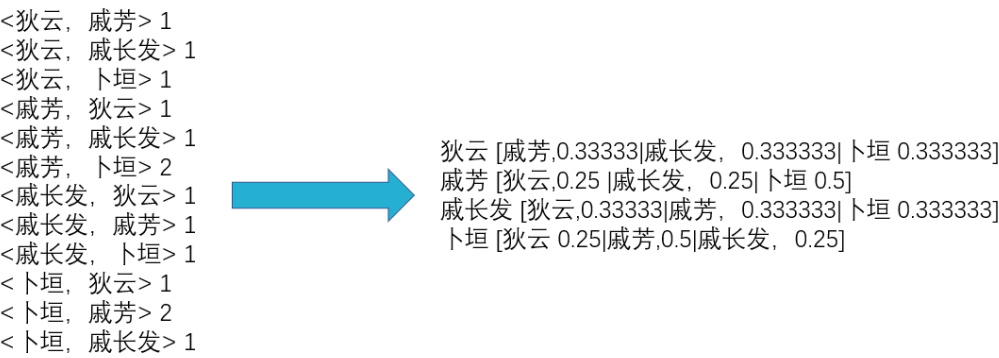 <狄云，戚芳> 1
<狄云，戚长发> 1
<狄云，卜垣> 1
<戚芳，狄云> 1
<戚芳，戚长发> 1
<戚芳，卜垣> 2
<戚长发，狄云> 1
<戚长发，戚芳> 1
<戚长发，卜垣> 1
<卜垣，狄云> 1
<卜垣，戚芳> 2
<卜垣，戚长发> 1
狄云 [戚芳,0.33333|戚长发，0.333333|卜垣 0.333333]
戚芳 [狄云,0.25 |戚长发，0.25|卜垣 0.5]
戚长发 [狄云,0.33333|戚芳，0.333333|卜垣 0.333333]
卜垣 [狄云 0.25|戚芳,0.5|戚长发，0.25]